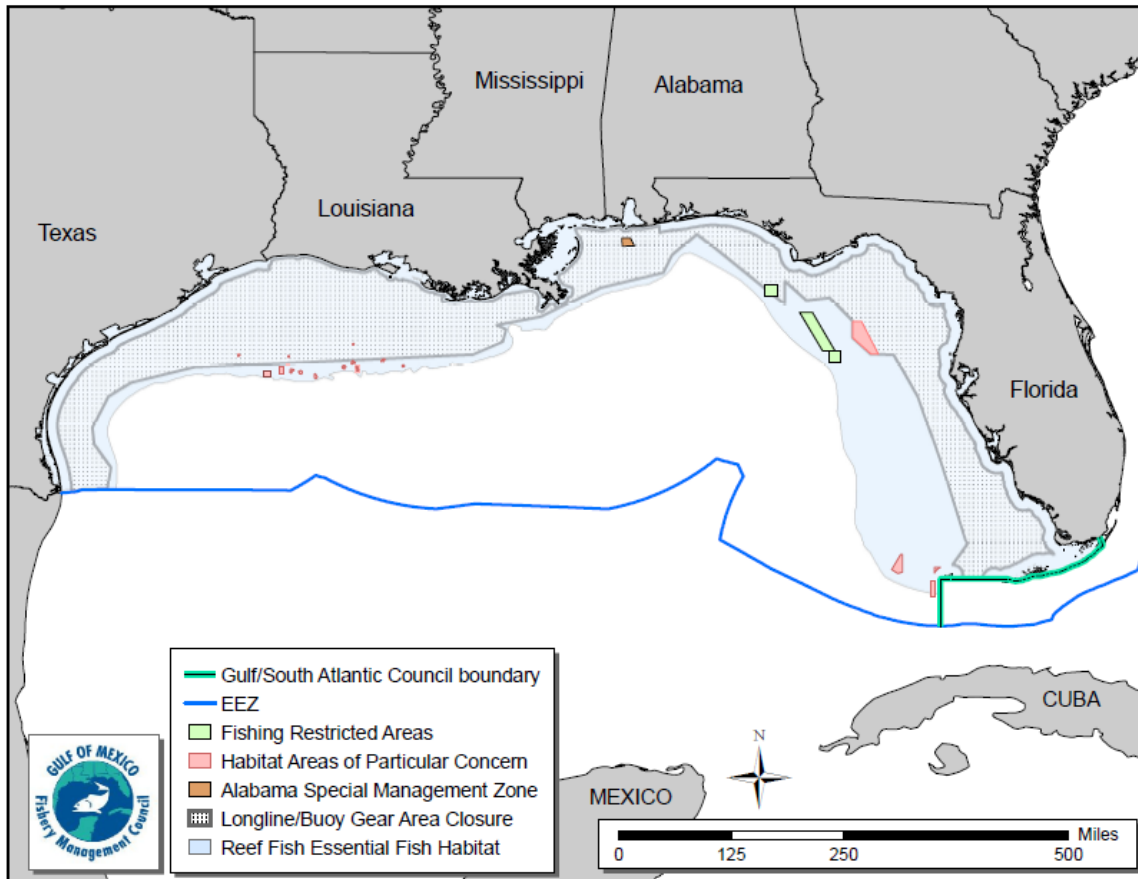 Mississippi
Alabama
Louisiana
Texas
Florida
Gulf/South Atlantic Council boundary
EEZ
Fishing Restricted Areas
Habitat Areas of Particular Concern
Alabama Special Management Zone
Longline/Buoy Gear Area Closure
Reef Fish Essential Fish Habitat
GULF OF MEXICO
Fishery Management Council
N
CUBA
MEXICO
Miles
0 125 250 500